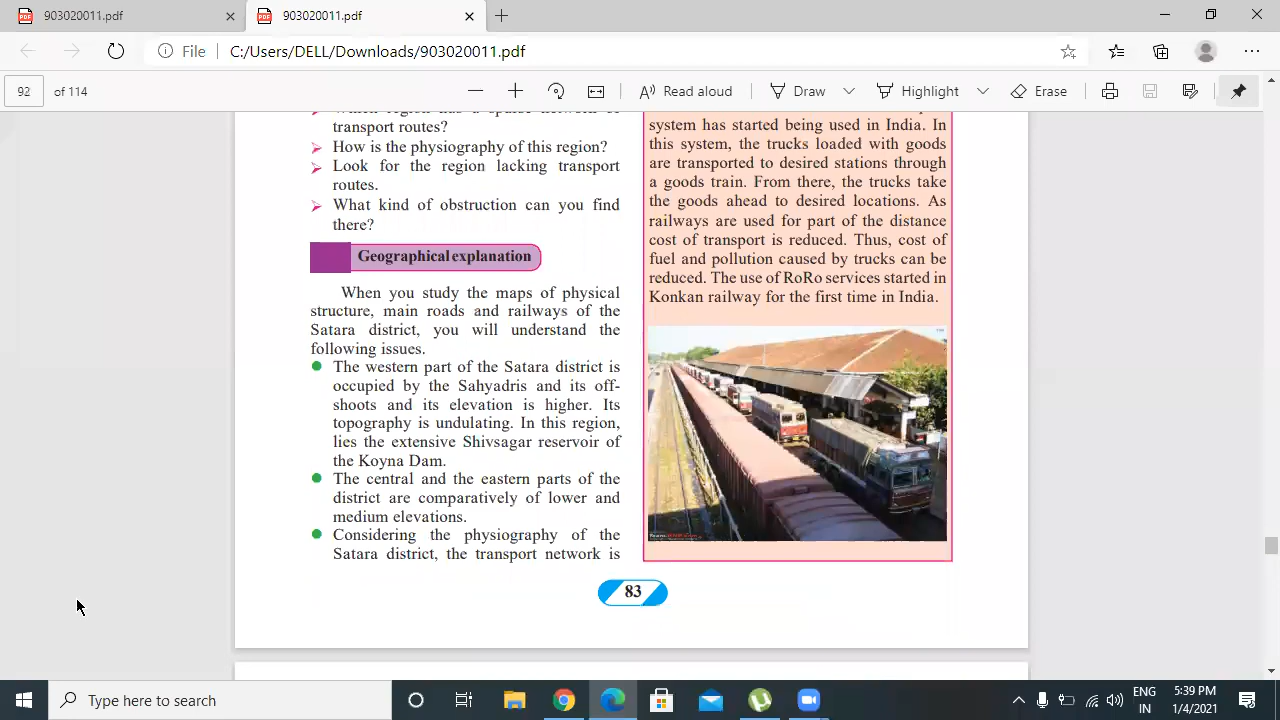 903020011.pdf
903020011.pdf
File
C:/Users/DELL/Downloads/903020011.pdf
92 of 114
Read aloud
Draw
Highlight
Erase
transport routes?
How is the physiography of this region?
Look for the region lacking transport
routes.
What kind of obstruction can you find
there?
Geographical explanation
When you study the maps of physical
structure, main roads and railways of the
Satara district, you will understand the
following issues.
The western part of the Satara district is
occupied by the Sahyadris and its off-
shoots and its elevation is higher. Its
topography is undulating. In this region,
lies the extensive Shivsagar reservoir of
the Koyna Dam.
The central and the eastern parts of the
district are comparatively of lower and
medium elevations.
Considering the physiography of the
Satara district, the transport network is
system has started being used in India. In
this system, the trucks loaded with goods
are transported to desired stations through
a goods train. From there, the trucks take
the goods ahead to desired locations. As
railways are used for part of the distance
cost of transport is reduced. Thus, cost of
fuel and pollution caused by trucks can be
reduced. The use of RoRo services started in
Konkan railway for the first time in India.
83
Type here to search
ENG
IN
5:39 PM
1/4/2021